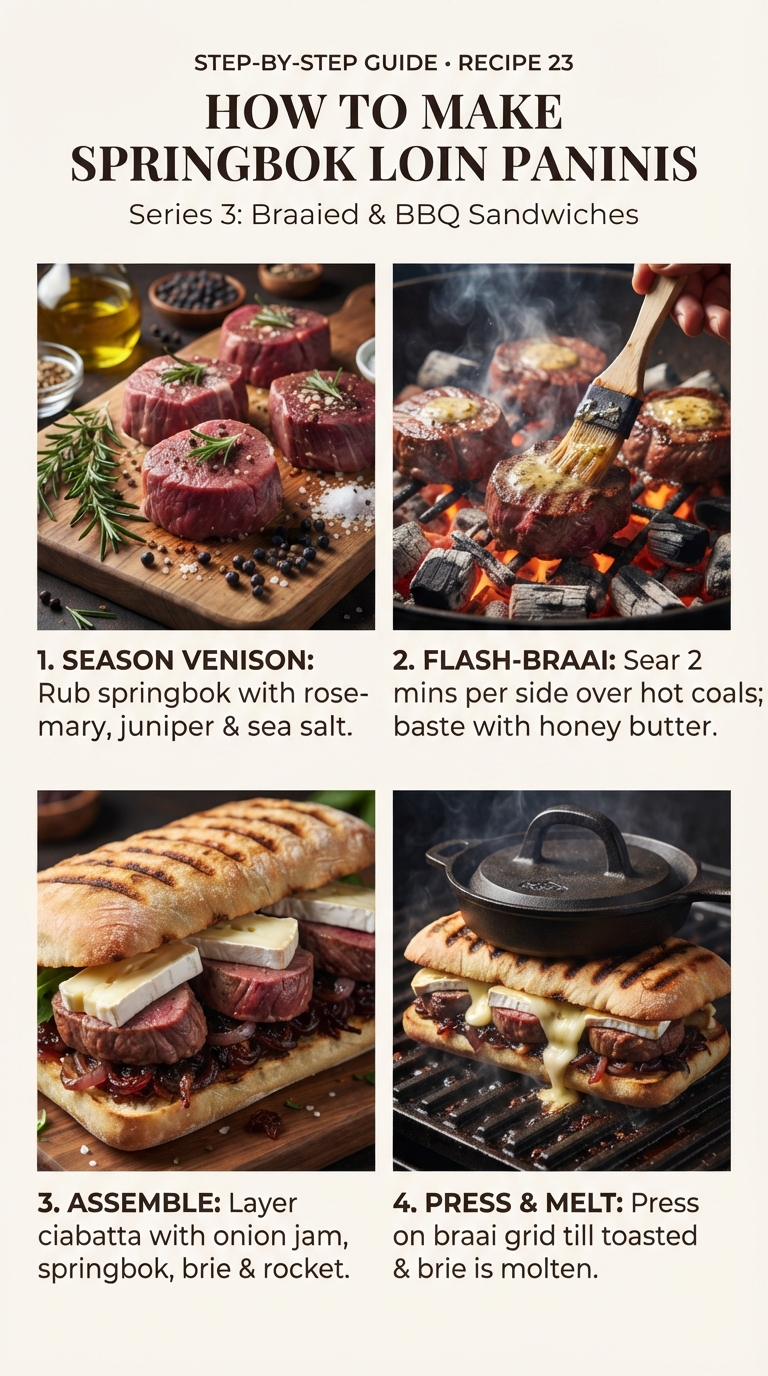 STEP-BY-STEP GUIDE • RECIPE 23
HOW TO MAKE
SPRINGBOK LOIN PANINIS
Series 3: Braaied & BBQ Sandwiches
1. SEASON VENISON:
Rub springbok with rose-
mary, juniper & sea salt.
2. FLASH-BRAAI: Sear 2
mins per side over hot coals;
baste with honey butter.
3. ASSEMBLE: Layer
ciabatta with onion jam,
springbok, brie & rocket.
4. PRESS & MELT: Press
on braai grid till toasted
& brie is molten.